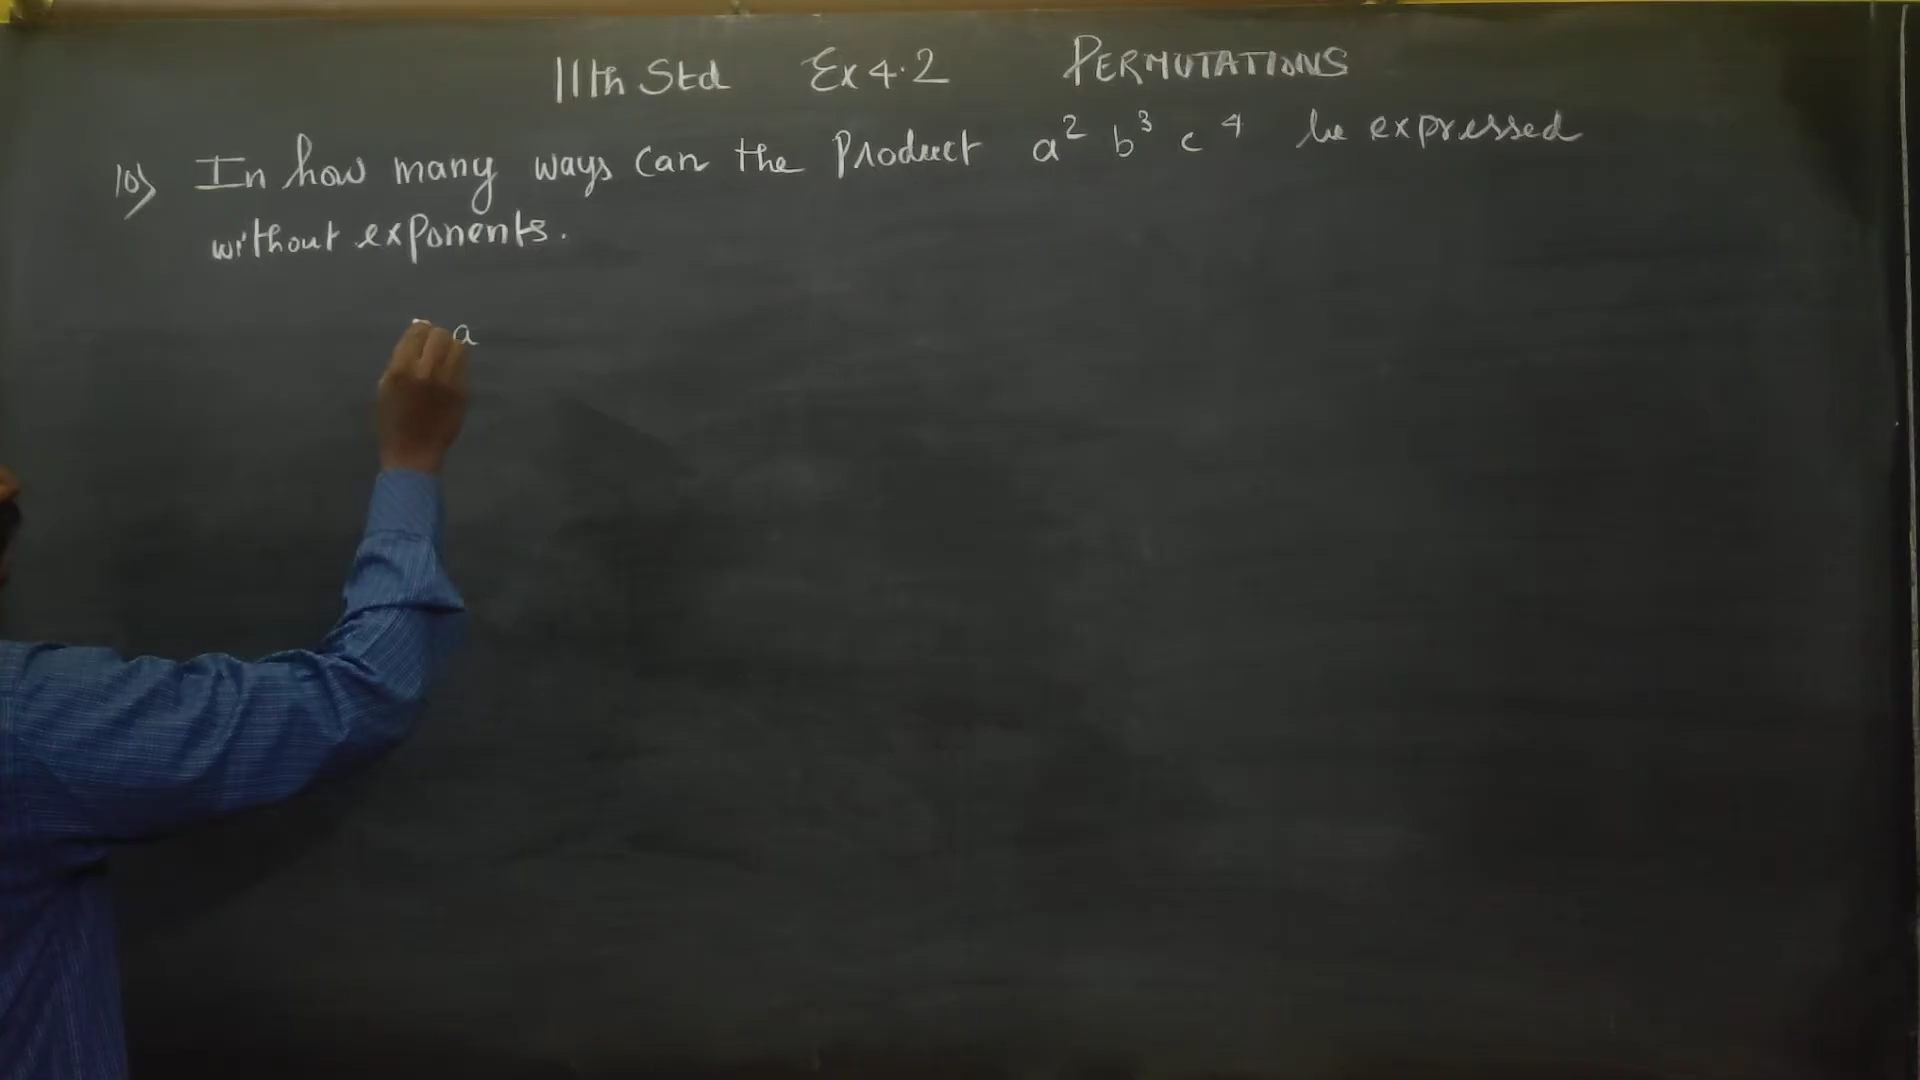 11th Std Ex 4.2 PERMUTATIONS
10) In how many ways can the Product a² b³ c⁴ be expressed
without exponents.
a